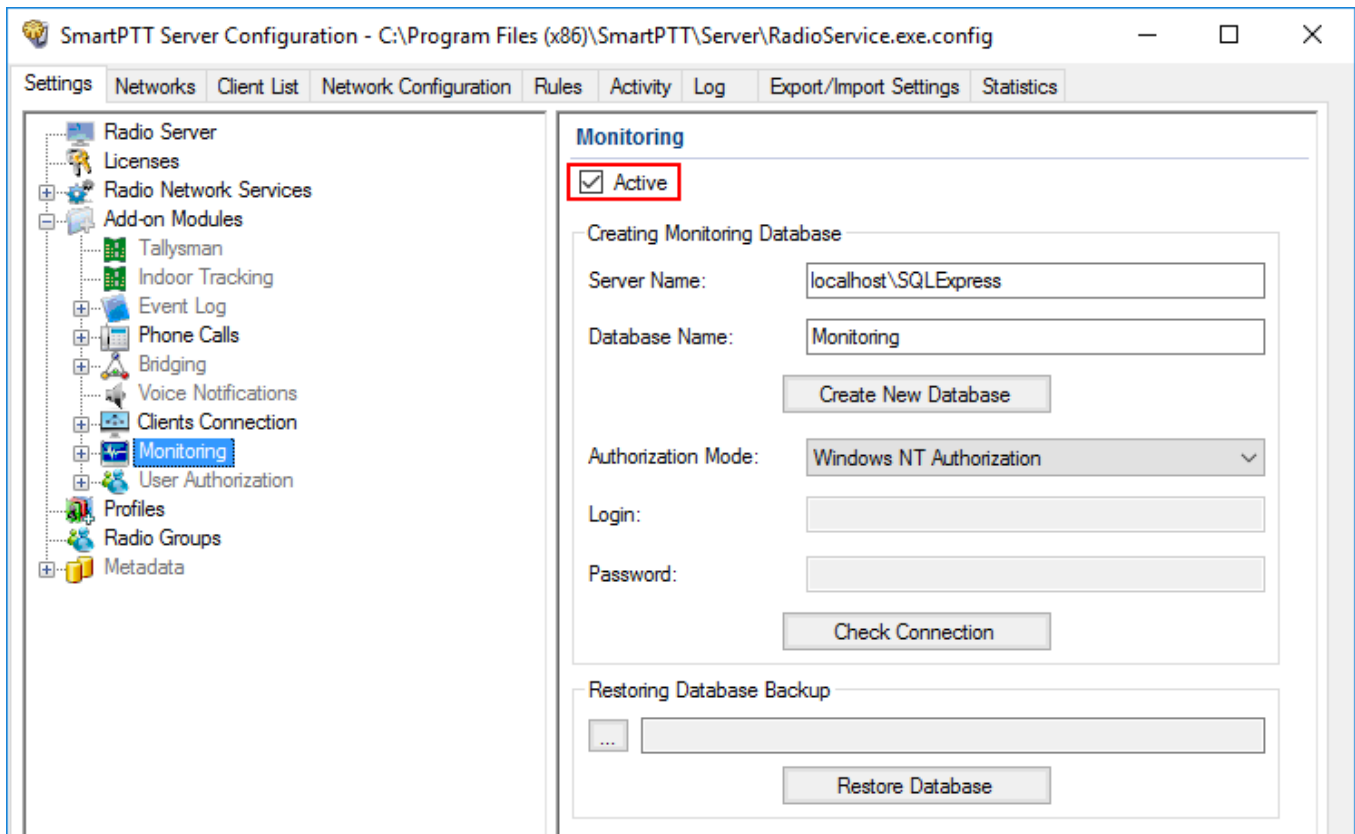 SmartPTT Server Configuration - C:\Program Files (x86)\SmartPTT\Server\RadioService.exe.config
Settings Networks Client List Network Configuration Rules Activity Log Export/Import Settings Statistics
Radio Server
Licenses
Radio Network Services
Add-on Modules
Tallysman
Indoor Tracking
Event Log
Phone Calls
Bridging
Voice Notifications
Clients Connection
Monitoring
User Authorization
Profiles
Radio Groups
Metadata
Monitoring
Active
Creating Monitoring Database
Server Name: localhost\SQLExpress
Database Name: Monitoring
Create New Database
Authorization Mode: Windows NT Authorization
Login:
Password:
Check Connection
Restoring Database Backup
...
Restore Database